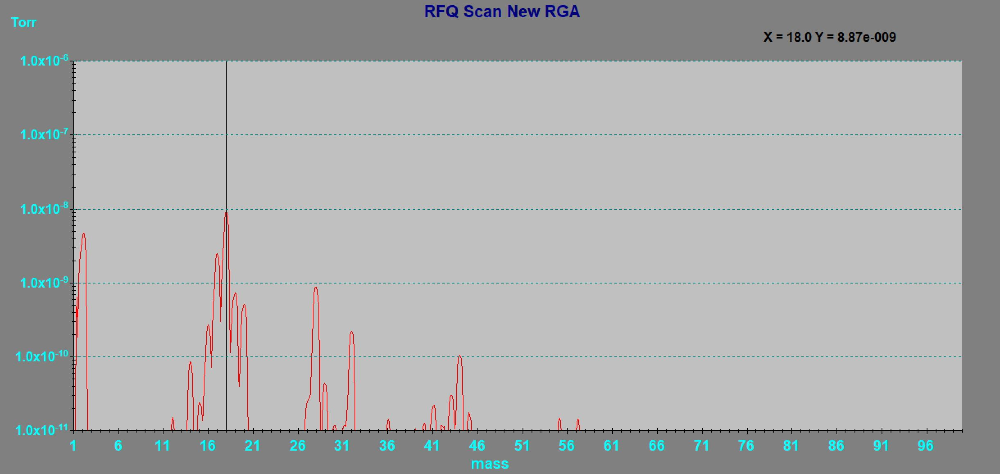 RFQ Scan New RGA
Torr
X = 18.0 Y = 8.87e-009
1.0x10⁻⁶
1.0x10⁻⁷
1.0x10⁻⁸
1.0x10⁻⁹
1.0x10⁻¹⁰
1.0x10⁻¹¹
1 6 11 16 21 26 31 36 41 46 51 56 61 66 71 76 81 86 91 96
mass